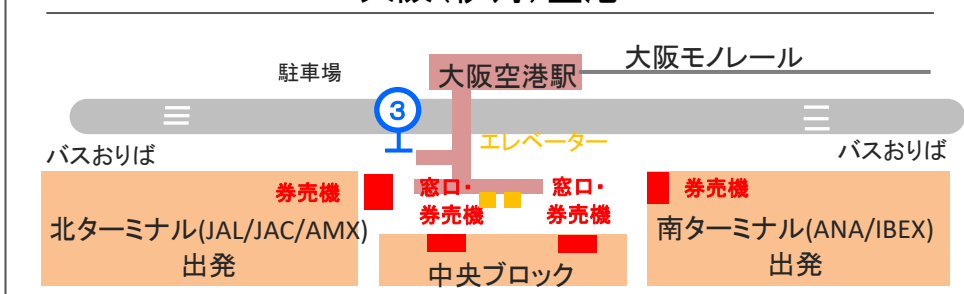 大阪モノレール
駐車場
大阪空港駅
3
エレベーター
バスおりば
バスおりば
券売機
窓口・
券売機
窓口・
券売機
券売機
北ターミナル(JAL/JAC/AMX)
出発
中央ブロック
南ターミナル(ANA/IBEX)
出発